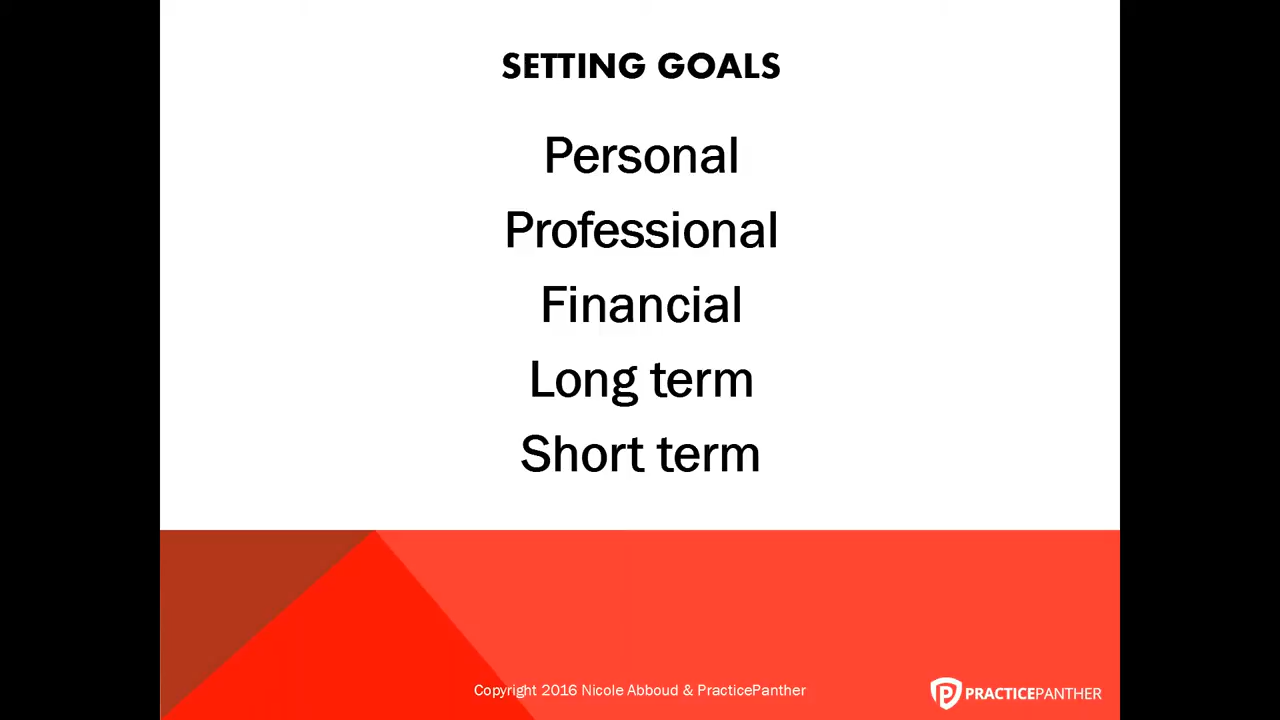 SETTING GOALS
Personal
Professional
Financial
Long term
Short term
Copyright 2016 Nicole Abboud & PracticePanther
PRACTICEPANTHER